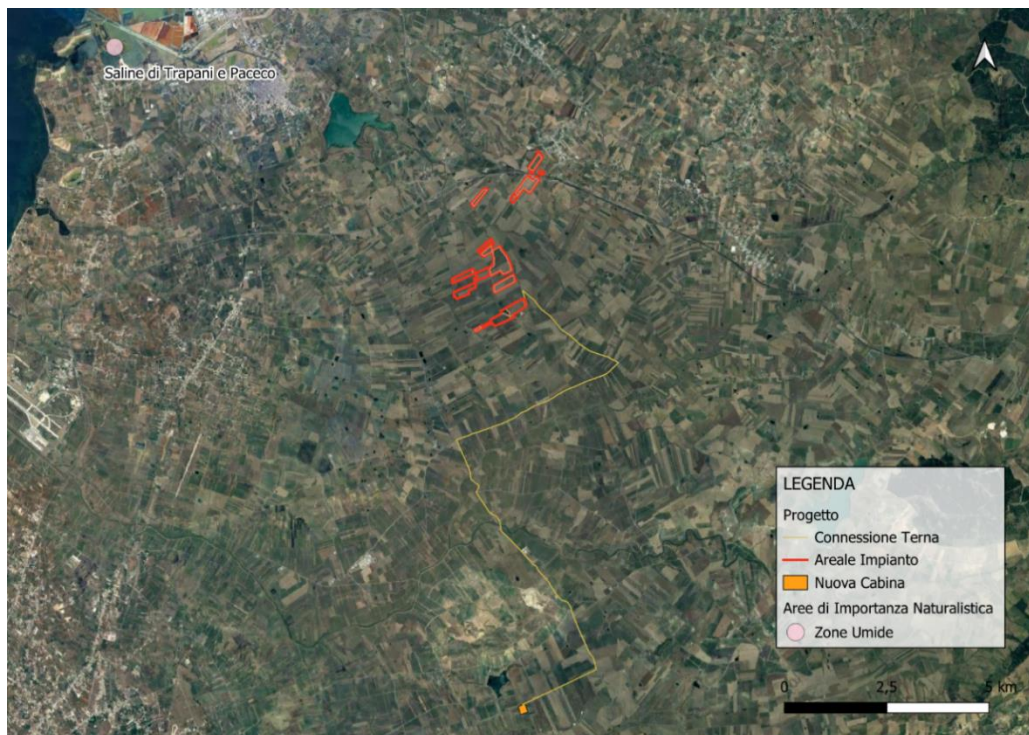 Saline di Trapani e Paceco
LEGENDA
Progetto
Connessione Terna
Areale Impianto
Nuova Cabina
Aree di Importanza Naturalistica
Zone Umide
0 2,5 5 km